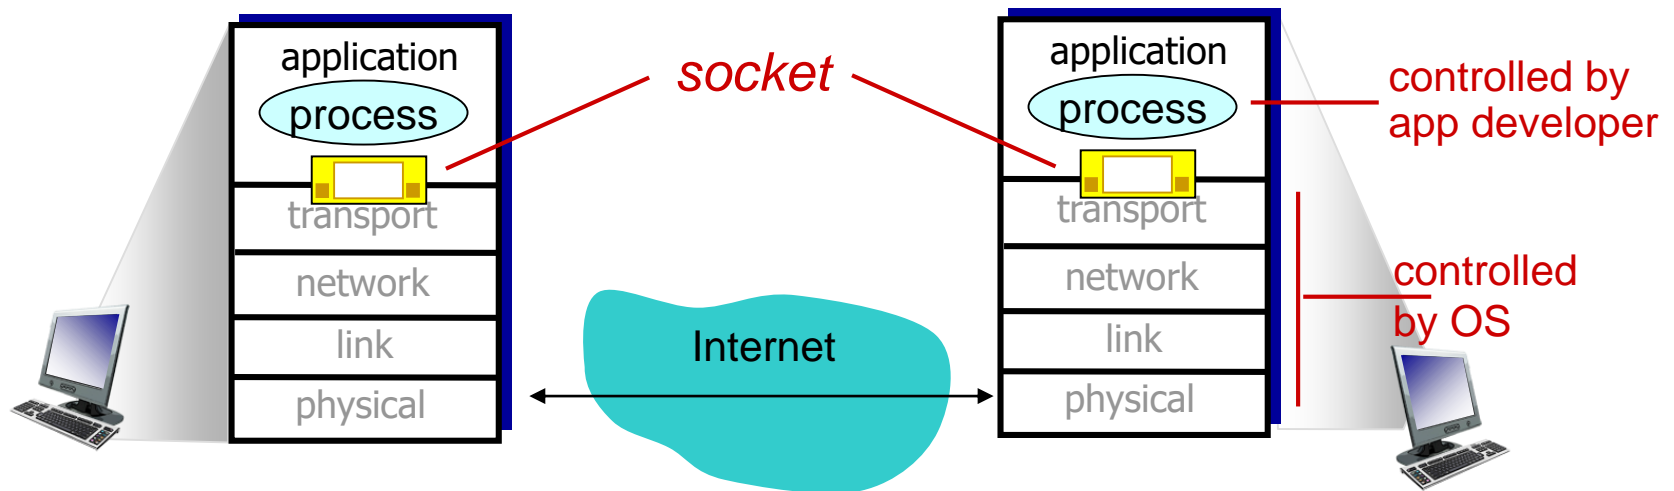 application
process
transport
network
link
physical
socket
Internet
application
process
transport
network
link
physical
controlled by
app developer
controlled
by OS